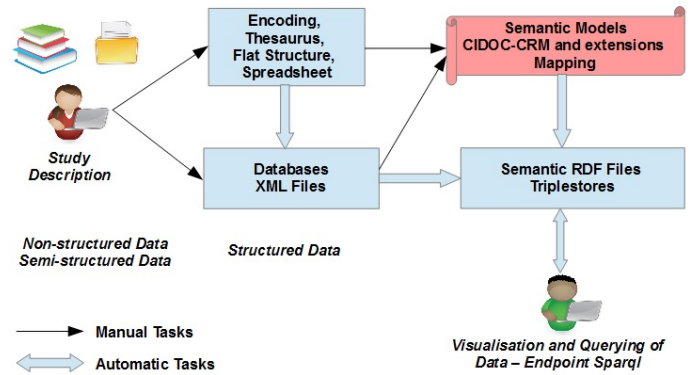 Encoding,
Thesaurus,
Flat Structure,
Spreadsheet
Semantic Models
CIDOC-CRM and extensions
Mapping
Study
Description
Databases
XML Files
Semantic RDF Files
Triplestores
Non-structured Data
Semi-structured Data
Structured Data
Manual Tasks
Automatic Tasks
Visualisation and Querying of
Data – Endpoint Sparql